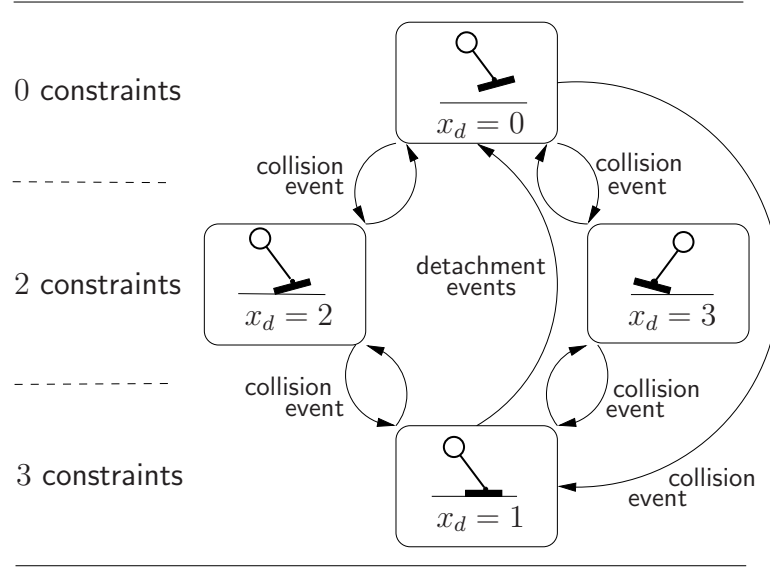 0 constraints
x_d = 0
collision
event
collision
event
2 constraints
x_d = 2
detachment
events
x_d = 3
collision
event
collision
event
3 constraints
x_d = 1
collision
event